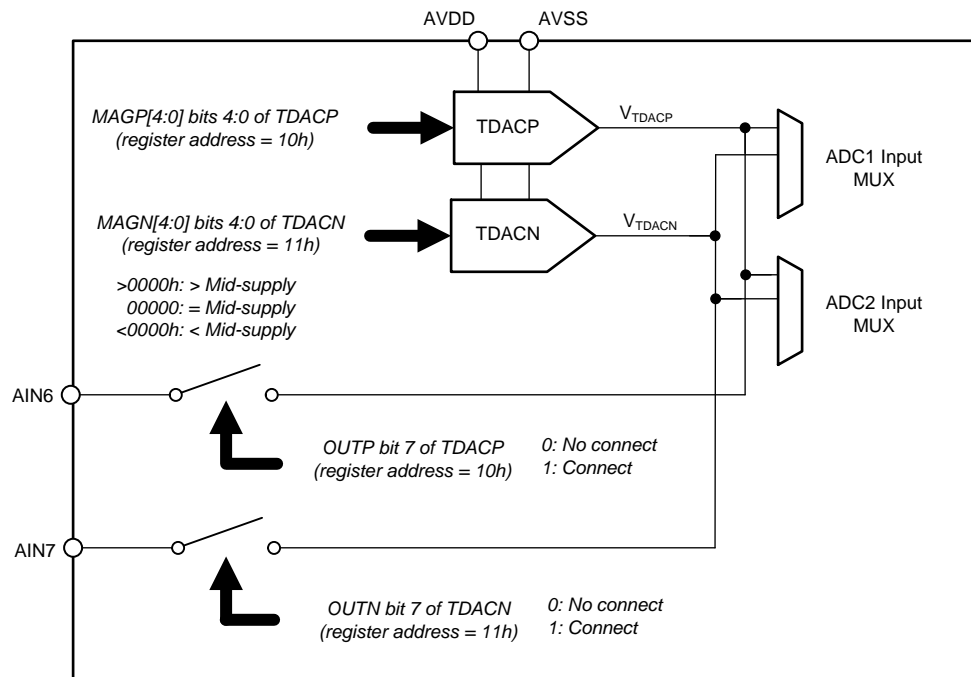 AVDD
AVSS
MAGP[4:0] bits 4:0 of TDACP
(register address = 10h)
TDACP
VTDACP
ADC1 Input
MUX
MAGN[4:0] bits 4:0 of TDACN
(register address = 11h)
TDACN
VTDACN
>0000h: > Mid-supply
00000: = Mid-supply
<0000h: < Mid-supply
ADC2 Input
MUX
AIN6
OUTP bit 7 of TDACP
(register address = 10h)
0: No connect
1: Connect
AIN7
OUTN bit 7 of TDACN
(register address = 11h)
0: No connect
1: Connect